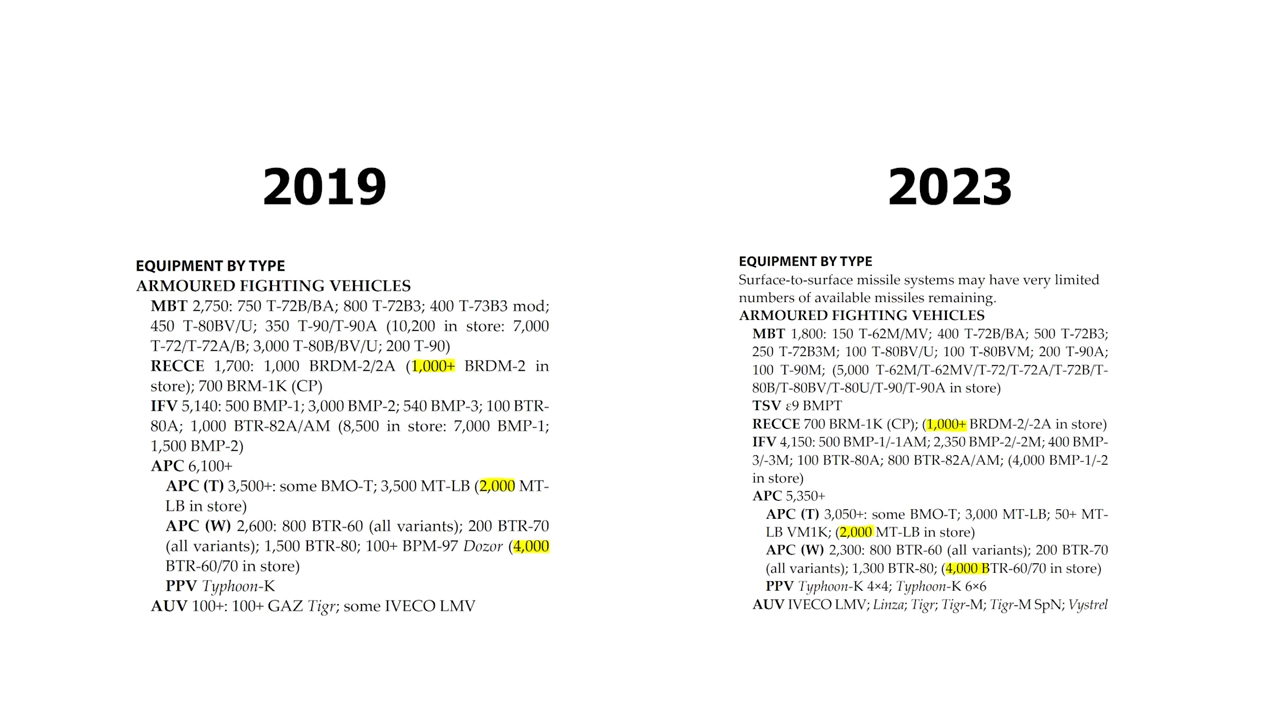 2019
EQUIPMENT BY TYPE
ARMOURED FIGHTING VEHICLES
MBT 2,750: 750 T-72B/BA; 800 T-72B3; 400 T-73B3 mod;
450 T-80BV/U; 350 T-90/T-90A (10,200 in store: 7,000
T-72/T-72A/B; 3,000 T-80B/BV/U; 200 T-90)
RECCE 1,700: 1,000 BRDM-2/2A (1,000+ BRDM-2 in
store); 700 BRM-1K (CP)
IFV 5,140: 500 BMP-1; 3,000 BMP-2; 540 BMP-3; 100 BTR-
80A; 1,000 BTR-82A/AM (8,500 in store: 7,000 BMP-1;
1,500 BMP-2)
APC 6,100+
APC (T) 3,500+: some BMO-T; 3,500 MT-LB (2,000 MT-
LB in store)
APC (W) 2,600: 800 BTR-60 (all variants); 200 BTR-70
(all variants); 1,500 BTR-80; 100+ BPM-97 Dozor (4,000
BTR-60/70 in store)
PPV Typhoon-K
AUV 100+: 100+ GAZ Tigr; some IVECO LMV
2023
EQUIPMENT BY TYPE
Surface-to-surface missile systems may have very limited
numbers of available missiles remaining.
ARMOURED FIGHTING VEHICLES
MBT 1,800: 150 T-62M/MV; 400 T-72B/BA; 500 T-72B3;
250 T-72B3M; 100 T-80BV/U; 100 T-80BVM; 200 T-90A;
100 T-90M; (5,000 T-62M/T-62MV/T-72/T-72A/T-72B/T-
80B/T-80BV/T-80U/T-90/T-90A in store)
TSV ε9 BMPT
RECCE 700 BRM-1K (CP); (1,000+ BRDM-2/-2A in store)
IFV 4,150: 500 BMP-1/-1AM; 2,350 BMP-2/-2M; 400 BMP-
3/-3M; 100 BTR-80A; 800 BTR-82A/AM; (4,000 BMP-1/-2
in store)
APC 5,350+
APC (T) 3,050+: some BMO-T; 3,000 MT-LB; 50+ MT-
LB VM1K; (2,000 MT-LB in store)
APC (W) 2,300: 800 BTR-60 (all variants); 200 BTR-70
(all variants); 1,300 BTR-80; (4,000 BTR-60/70 in store)
PPV Typhoon-K 4×4; Typhoon-K 6×6
AUV IVECO LMV; Linza; Tigr; Tigr-M; Tigr-M SpN; Vystrel